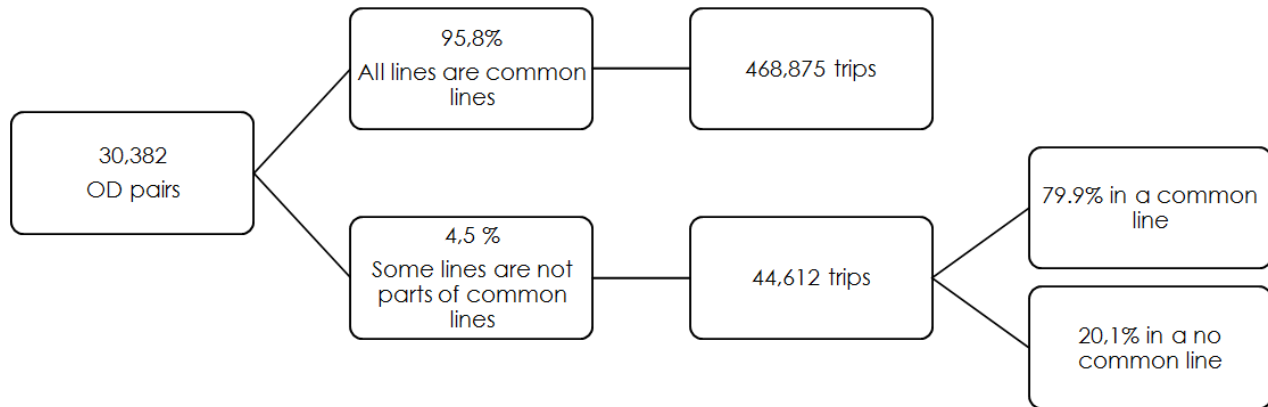 30,382
OD pairs
95,8%
All lines are common
lines
468,875 trips
4,5 %
Some lines are not
parts of common
lines
44,612 trips
79.9% in a common
line
20,1% in a no
common line